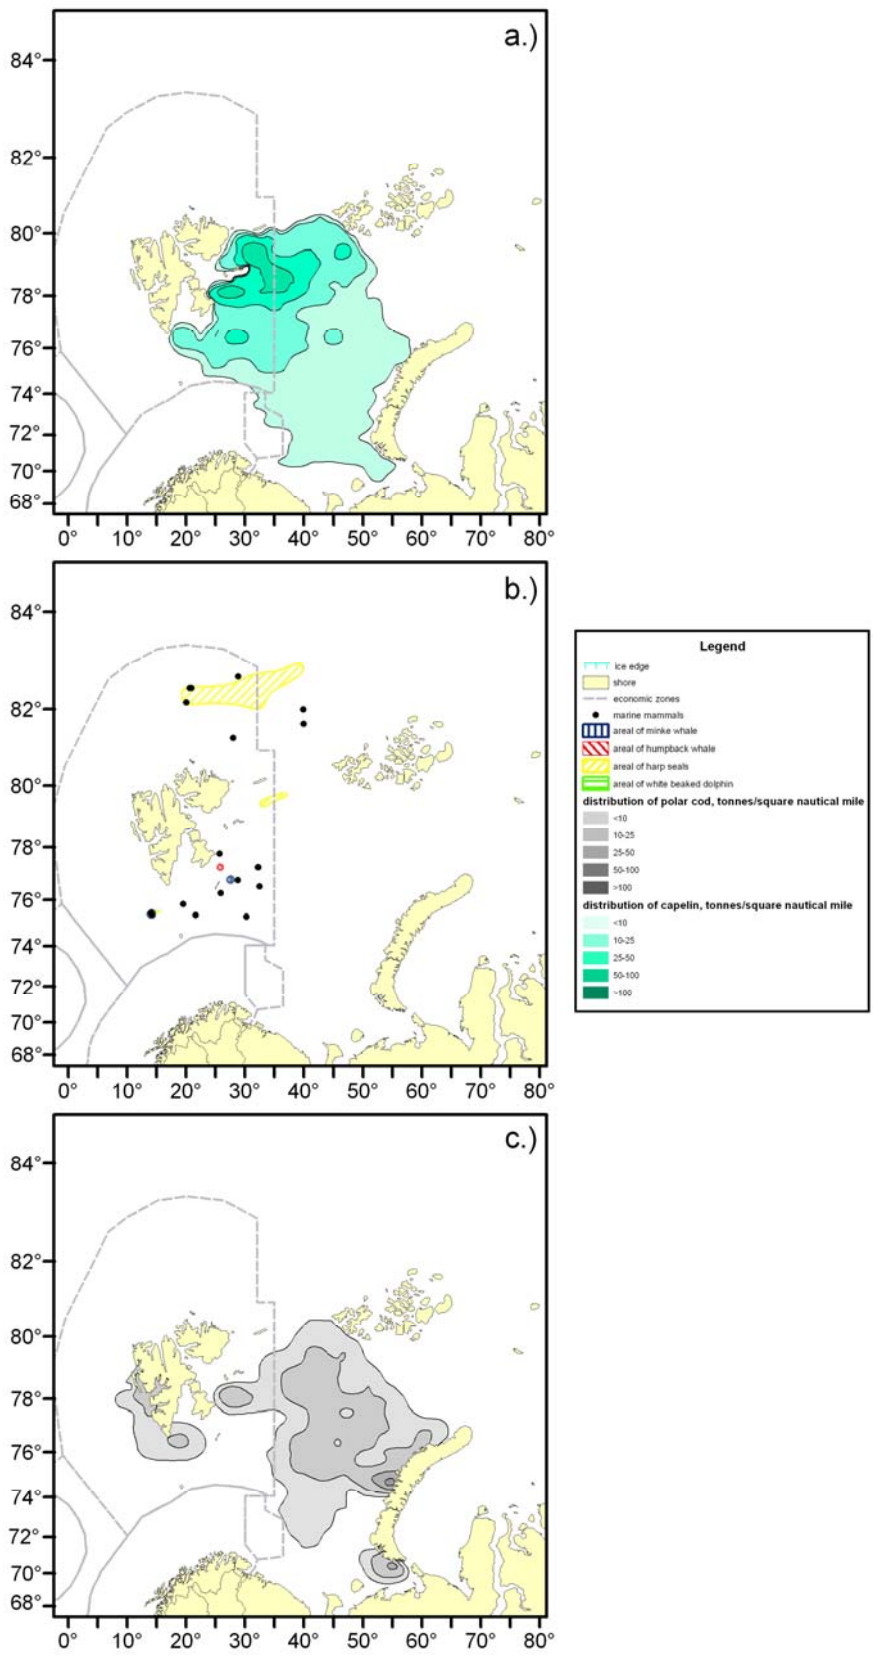 a.)
84°
82°
80°
78°
76°
74°
72°
70°
68°
0° 10° 20° 30° 40° 50° 60° 70° 80°
b.)
84°
82°
80°
78°
76°
74°
72°
70°
68°
0° 10° 20° 30° 40° 50° 60° 70° 80°
Legend
ice edge
shore
economic zones
marine mammals
areal of minke whale
areal of humpback whale
areal of harp seals
areal of white beaked dolphin
distribution of polar cod, tonnes/square nautical mile
<10
10-25
25-50
50-100
>100
distribution of capelin, tonnes/square nautical mile
<10
10-25
25-50
50-100
~100
c.)
84°
82°
80°
78°
76°
74°
72°
70°
68°
0° 10° 20° 30° 40° 50° 60° 70° 80°